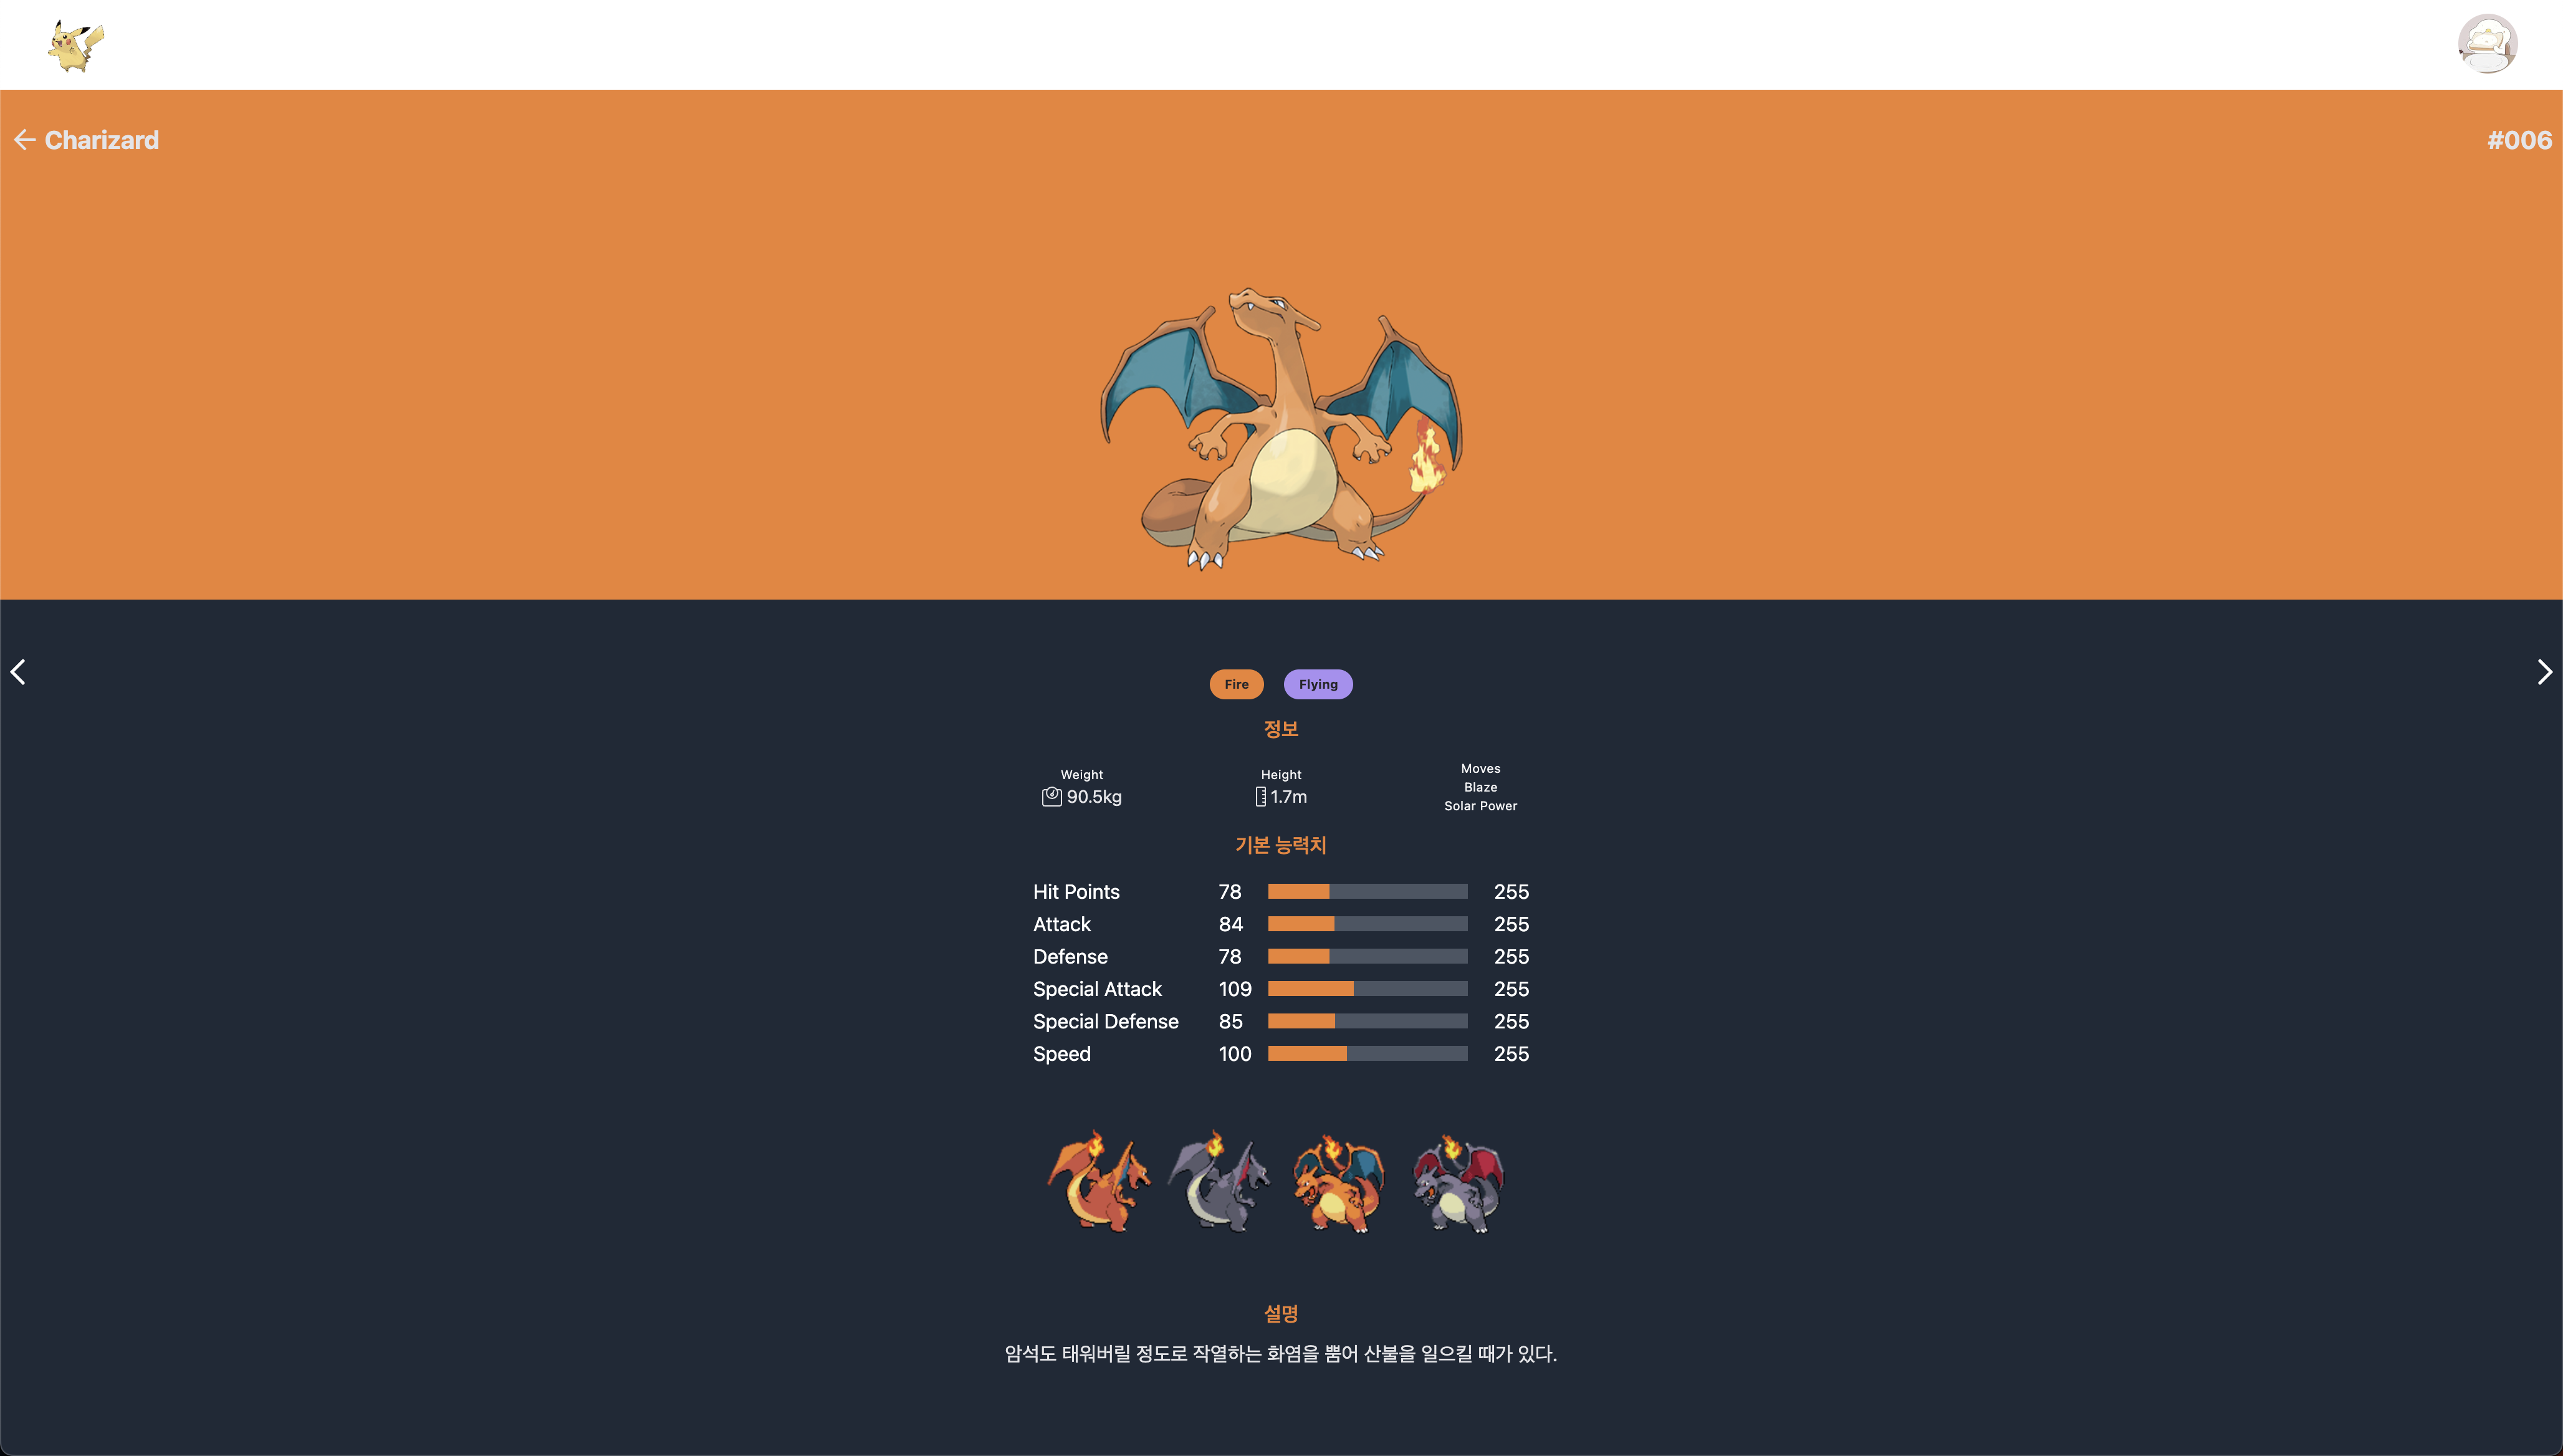 Charizard
#006
Fire
Flying
정보
Weight
90.5kg
Height
1.7m
Moves
Blaze
Solar Power
기본 능력치
Hit Points 78 255
Attack 84 255
Defense 78 255
Special Attack 109 255
Special Defense 85 255
Speed 100 255
설명
암석도 태워버릴 정도로 작열하는 화염을 뿜어 산불을 일으킬 때가 있다.